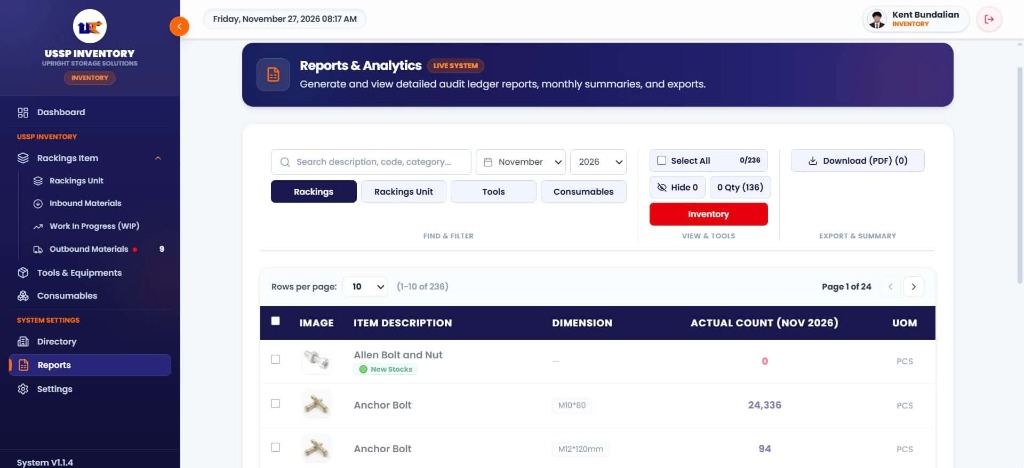 USSP INVENTORY
UPRIGHT STORAGE SOLUTIONS
INVENTORY
Dashboard
USSP INVENTORY
Rackings Item
Rackings Unit
Inbound Materials
Work In Progress (WIP)
Outbound Materials 9
Tools & Equipments
Consumables
SYSTEM SETTINGS
Directory
Reports
Settings
System V1.1.4
Friday, November 27, 2026 08:17 AM
Kent Bundalian
INVENTORY
Reports & Analytics LIVE SYSTEM
Generate and view detailed audit ledger reports, monthly summaries, and exports.
Search description, code, category... November 2026
Rackings Rackings Unit Tools Consumables
FIND & FILTER
Select All 0/236
Hide 0 0 Qty (136)
Inventory
VIEW & TOOLS
Download (PDF) (0)
EXPORT & SUMMARY
Rows per page: 10 (1-10 of 236) Page 1 of 24
IMAGE ITEM DESCRIPTION DIMENSION ACTUAL COUNT (NOV 2026) UOM
Allen Bolt and Nut -- 0 PCS
New Stocks
Anchor Bolt M10*80 24,336 PCS
Anchor Bolt M12*120mm 94 PCS